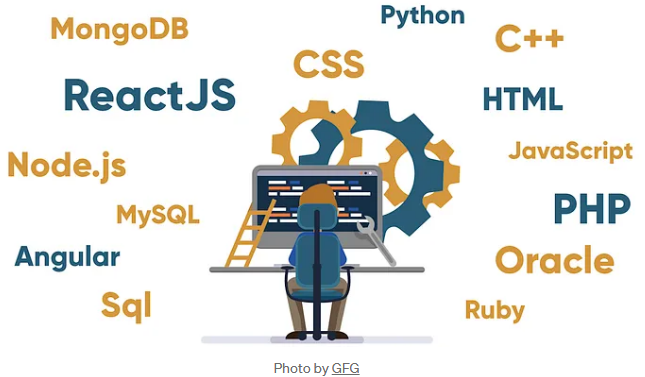 Python
MongoDB
C++
CSS
ReactJS
HTML
JavaScript
Node.js
PHP
MySQL
Angular
Oracle
Sql
Ruby
Photo by GFG